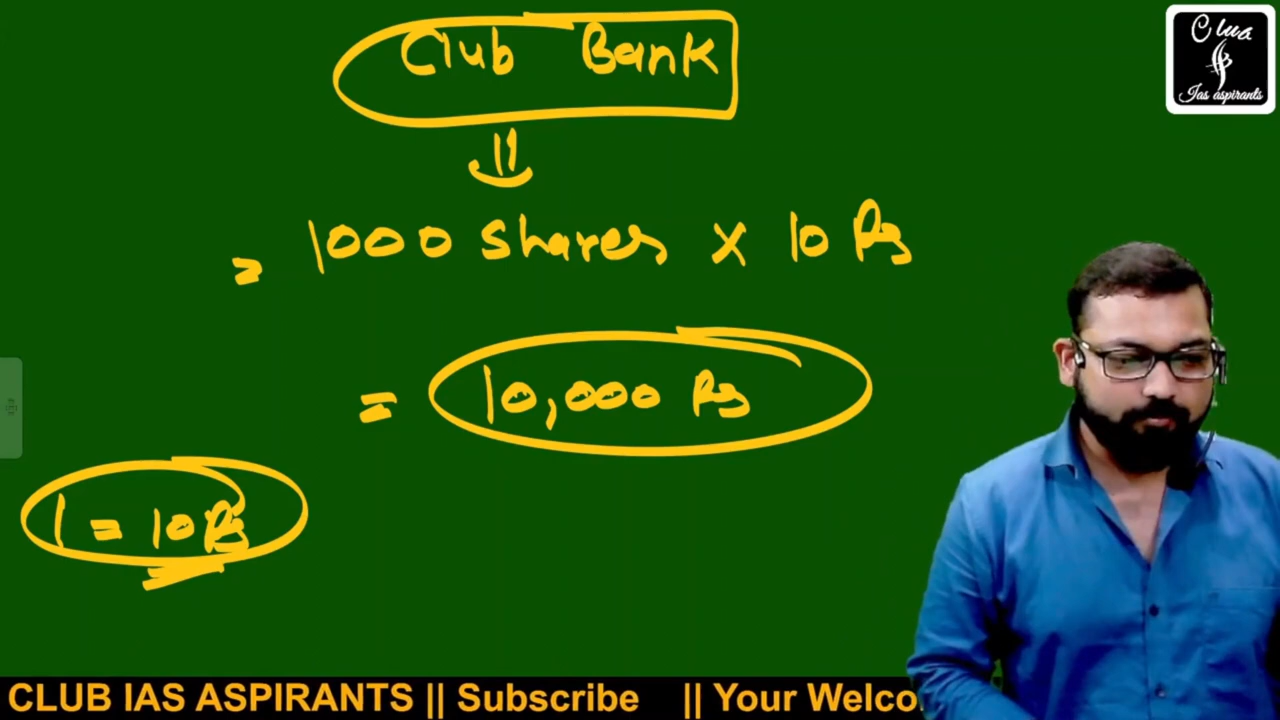 Club Bank
Club
Ias aspirants
= 1000 shares x 10 Rs
= 10,000 Rs
1 = 10 Rs
CLUB IAS ASPIRANTS || Subscribe || Your Welco